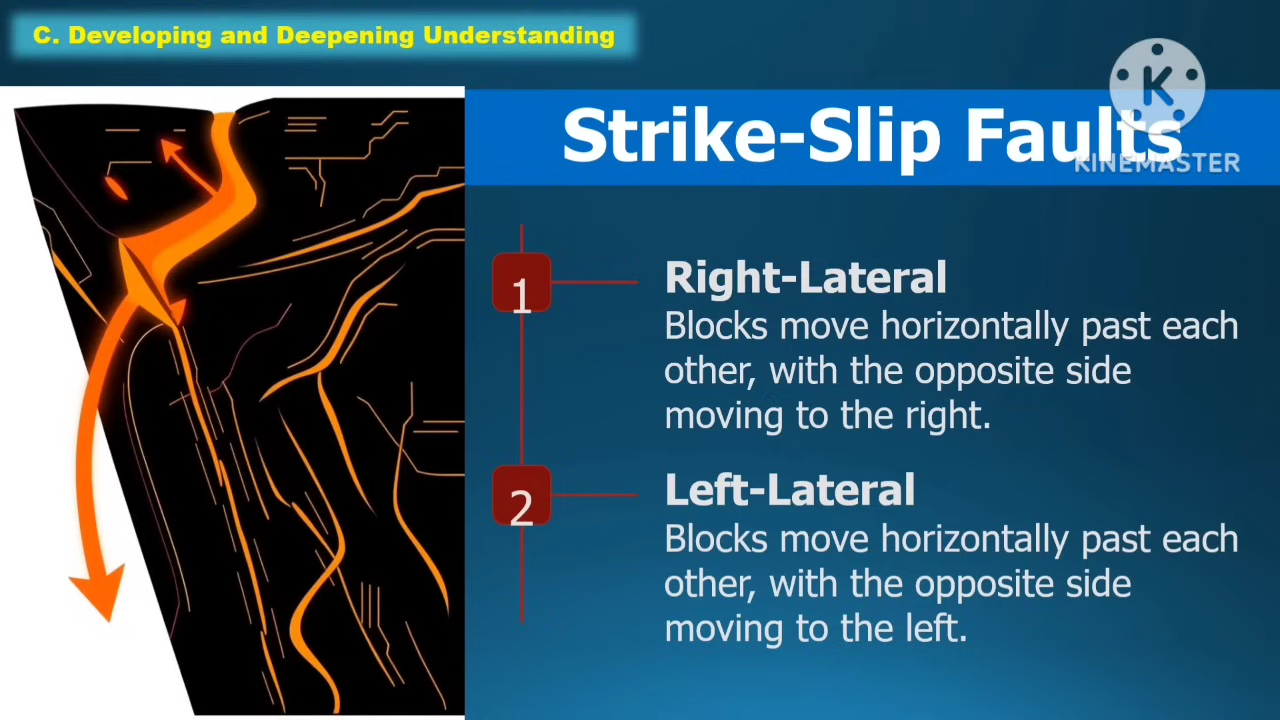 C. Developing and Deepening Understanding
Strike-Slip Faults
K
KINEMASTER
1
Right-Lateral
Blocks move horizontally past each
other, with the opposite side
moving to the right.
2
Left-Lateral
Blocks move horizontally past each
other, with the opposite side
moving to the left.